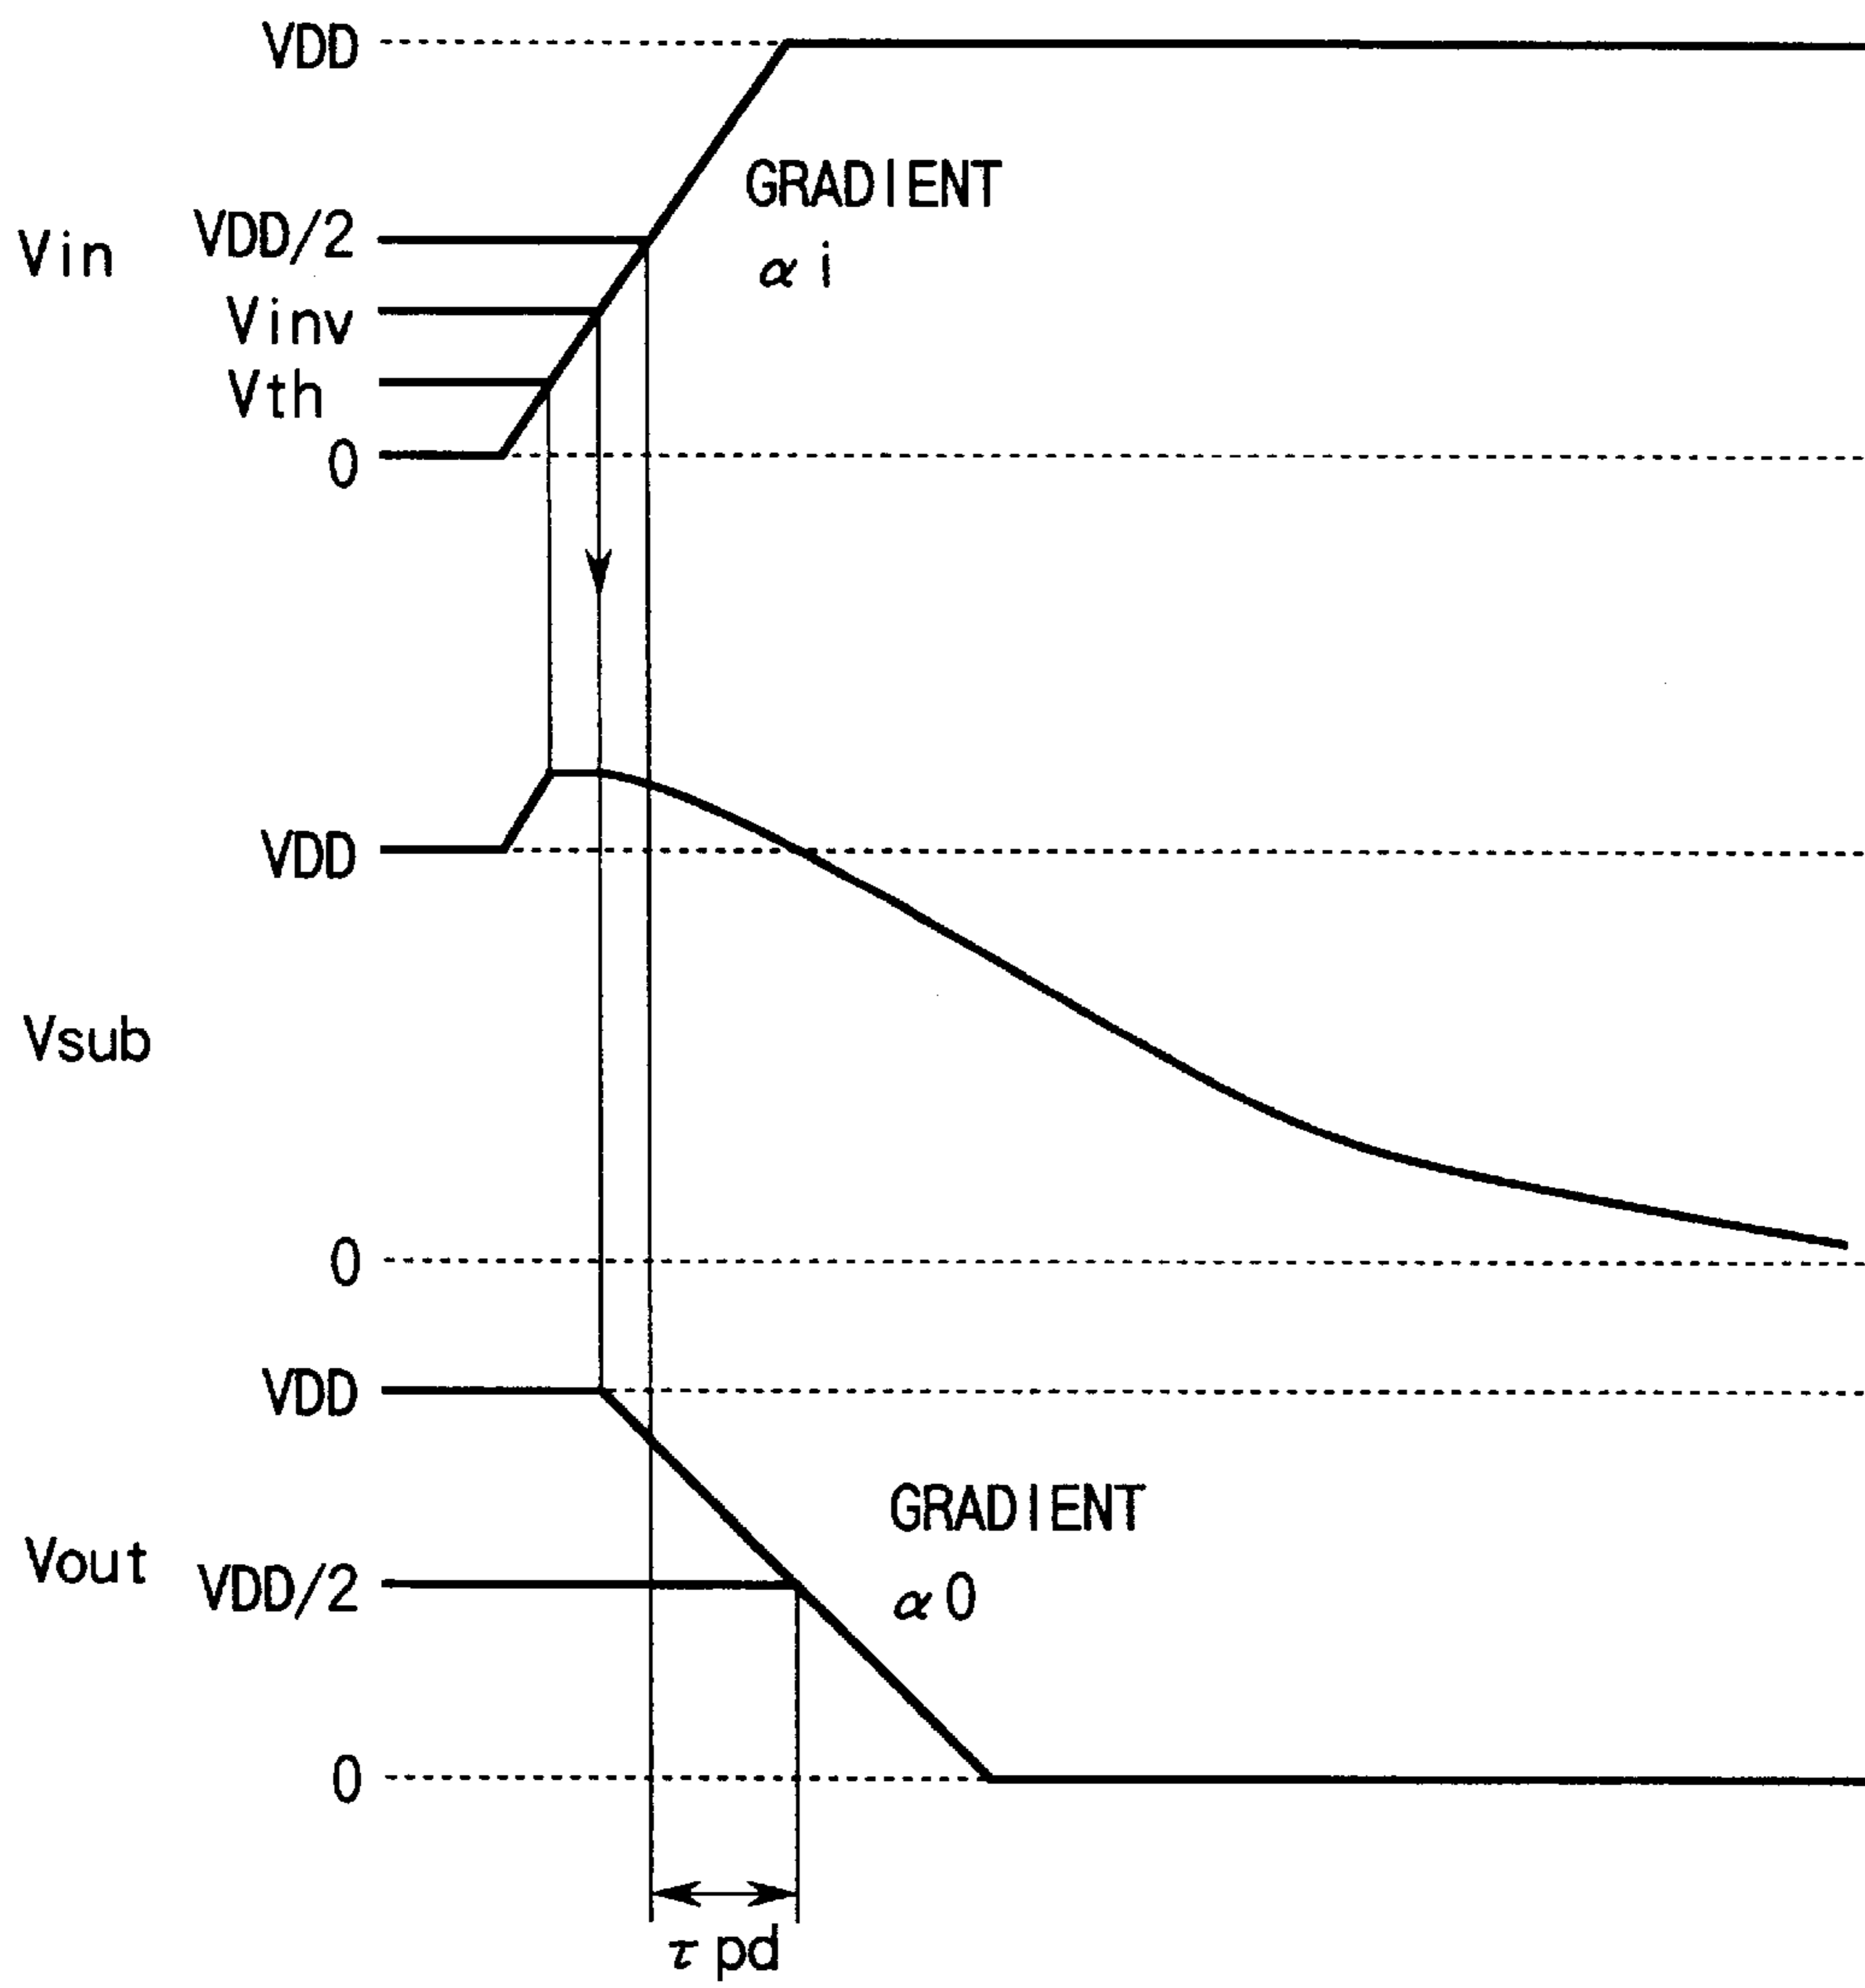 VDD
GRADIENT
αi
Vin
VDD/2
Vinv
Vth
0
VDD
Vsub
0
VDD
GRADIENT
α0
Vout
VDD/2
0
τpd